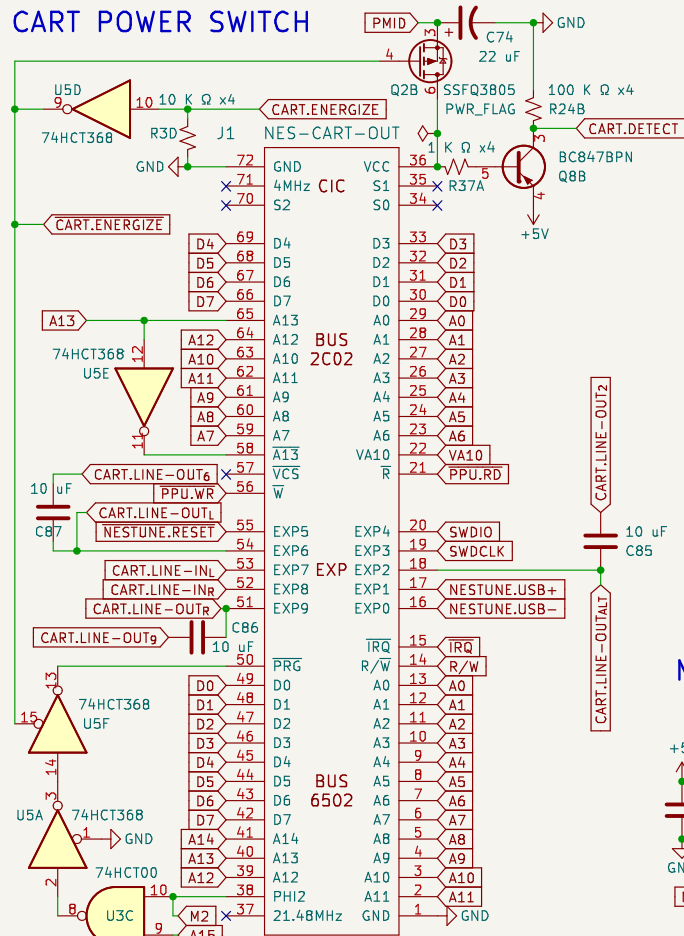 CART POWER SWITCH
PMID
GND
C74
22 uF
3
4
Q2B
SSFQ3805
6
PWR_FLAG
100 K Ω x4
R24B
U5D
9
10
74HCT368
10 K Ω x4
CART.ENERGIZE
R3D
GND
J1
NES-CART-OUT
1 K Ω x4
R37A
CART.DETECT
3
5
4
BC847BPN
Q8B
+5V
72 GND VCC 36
71 4MHz CIC S1 35
70 S2 S0 34
CART.ENERGIZE
D4 69 D4 D3 33 D3
D5 68 D5 D2 32 D2
D6 67 D6 D1 31 D1
D7 66 D7 D0 30 D0
A13 65 A13 A0 29 A0
A12 64 A12 BUS A1 28 A1
A10 63 A10 2C02 A2 27 A2
A11 62 A11 A3 26 A3
A9 61 A9 A4 25 A4
A8 60 A8 A5 24 A5
A7 59 A7 A6 23 A6
58 A13 VA10 22 VA10
74HCT368
12
U5E
11
CART.LINE-OUT6 57 VCS R 21 PPU.RD
PPU.WR 56 W
10 uF
C87
CART.LINE-OUTL
NESTUNE.RESET 55 EXP5 EXP4 20 SWDIO
54 EXP6 EXP3 19 SWDCLK
CART.LINE-INL 53 EXP7 EXP EXP2 18
CART.LINE-INR 52 EXP8 EXP1 17 NESTUNE.USB+
CART.LINE-OUTR 51 EXP9 EXP0 16 NESTUNE.USB-
CART.LINE-OUT2
10 uF
C85
CART.LINE-OUTALT
CART.LINE-OUT9
C86
10 uF
IRQ 15 IRQ
50 PRG R/W 14 R/W
D0 49 D0 A0 13 A0
D1 48 D1 A1 12 A1
D2 47 D2 A2 11 A2
D3 46 D3 A3 10 A3
D4 45 D4 A4 9 A4
D5 44 D5 BUS A5 8 A5
D6 43 D6 6502 A6 7 A6
D7 42 D7 A7 6 A7
A14 41 A14 A8 5 A8
A13 40 A13 A9 4 A9
A12 39 A12 A10 3 A10
38 PHI2 A11 2 A11
37 21.48MHz GND 1 GND
13
74HCT368
15
U5F
14
3
U5A
74HCT368
1
GND
2
74HCT00
10
8
U3C
M2
9
A15